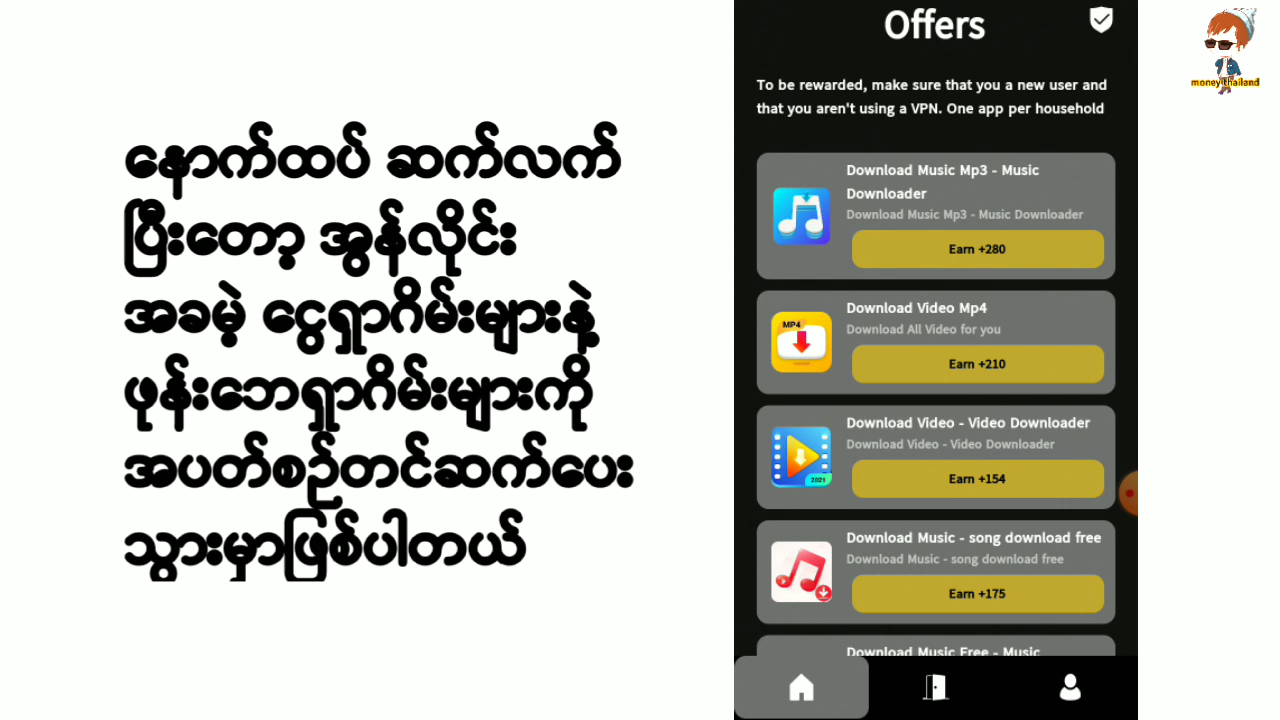 နောက်ထပ် ဆက်လက်
ပြီးတော့ အွန်လိုင်း
အခမဲ့ ငွေရှာဂိမ်းများနဲ့
ဖုန်းဘေရှာဂိမ်းများကို
အပတ်စဉ်တင်ဆက်ပေး
သွားမှာဖြစ်ပါတယ်
Offers
To be rewarded, make sure that you a new user and
that you aren't using a VPN. One app per household
Download Music Mp3 - Music
Downloader
Download Music Mp3 - Music Downloader
Earn +280
MP4
Download Video Mp4
Download All Video for you
Earn +210
Download Video - Video Downloader
Download Video - Video Downloader
2021
Earn +154
Download Music - song download free
Download Music - song download free
Earn +175
Download Music Free - Music
money thailand